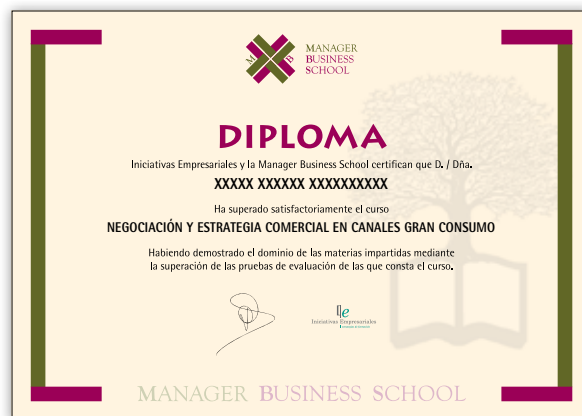 M B
MANAGER
BUSINESS
SCHOOL
DIPLOMA
Iniciativas Empresariales y la Manager Business School certifican que D. / Dña.
XXXXX XXXXXX XXXXXXXXXX
Ha superado satisfactoriamente el curso
NEGOCIACIÓN Y ESTRATEGIA COMERCIAL EN CANALES GRAN CONSUMO
Habiendo demostrado el dominio de las materias impartidas mediante
la superación de las pruebas de evaluación de las que consta el curso.
Iniciativas Empresariales
MANAGER BUSINESS SCHOOL